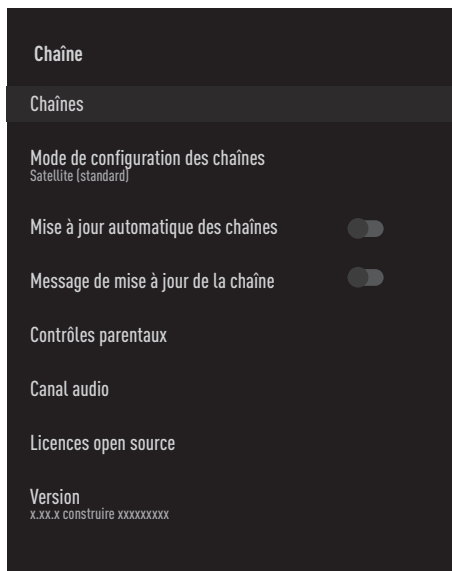 Chaîne
Chaînes
Mode de configuration des chaînes
Satellite (standard)
Mise à jour automatique des chaînes
Message de mise à jour de la chaîne
Contrôles parentaux
Canal audio
Licences open source
Version
x.xx.x construire xxxxxxxxx